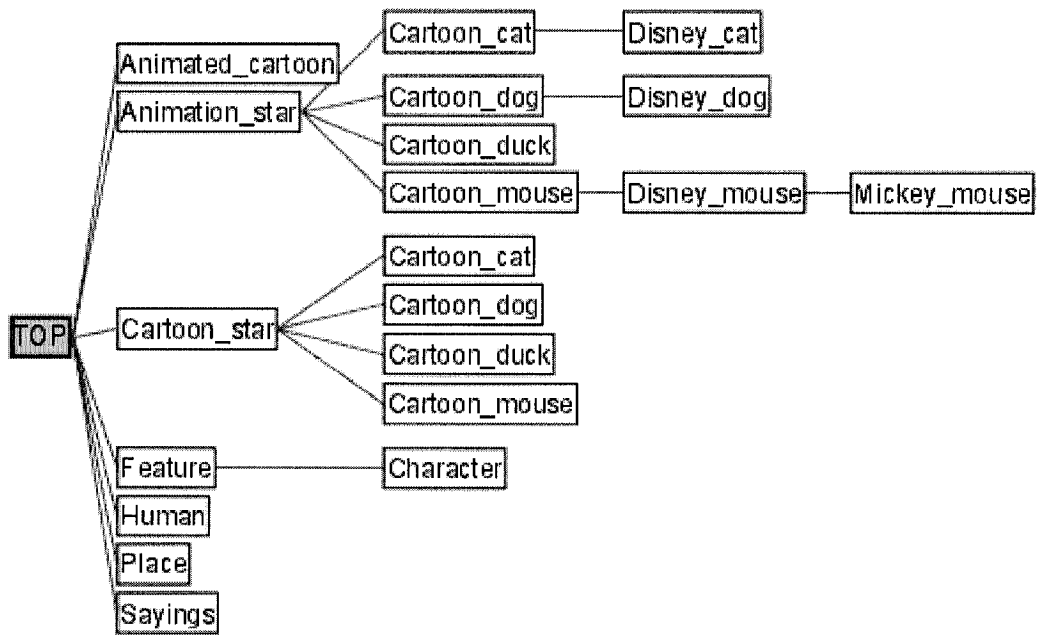 Cartoon_cat Disney_cat
Animated_cartoon
Animation_star
Cartoon_dog Disney_dog
Cartoon_duck
Cartoon_mouse Disney_mouse Mickey_mouse
Cartoon_cat
Cartoon_dog
TOP Cartoon_star
Cartoon_duck
Cartoon_mouse
Feature Character
Human
Place
Sayings